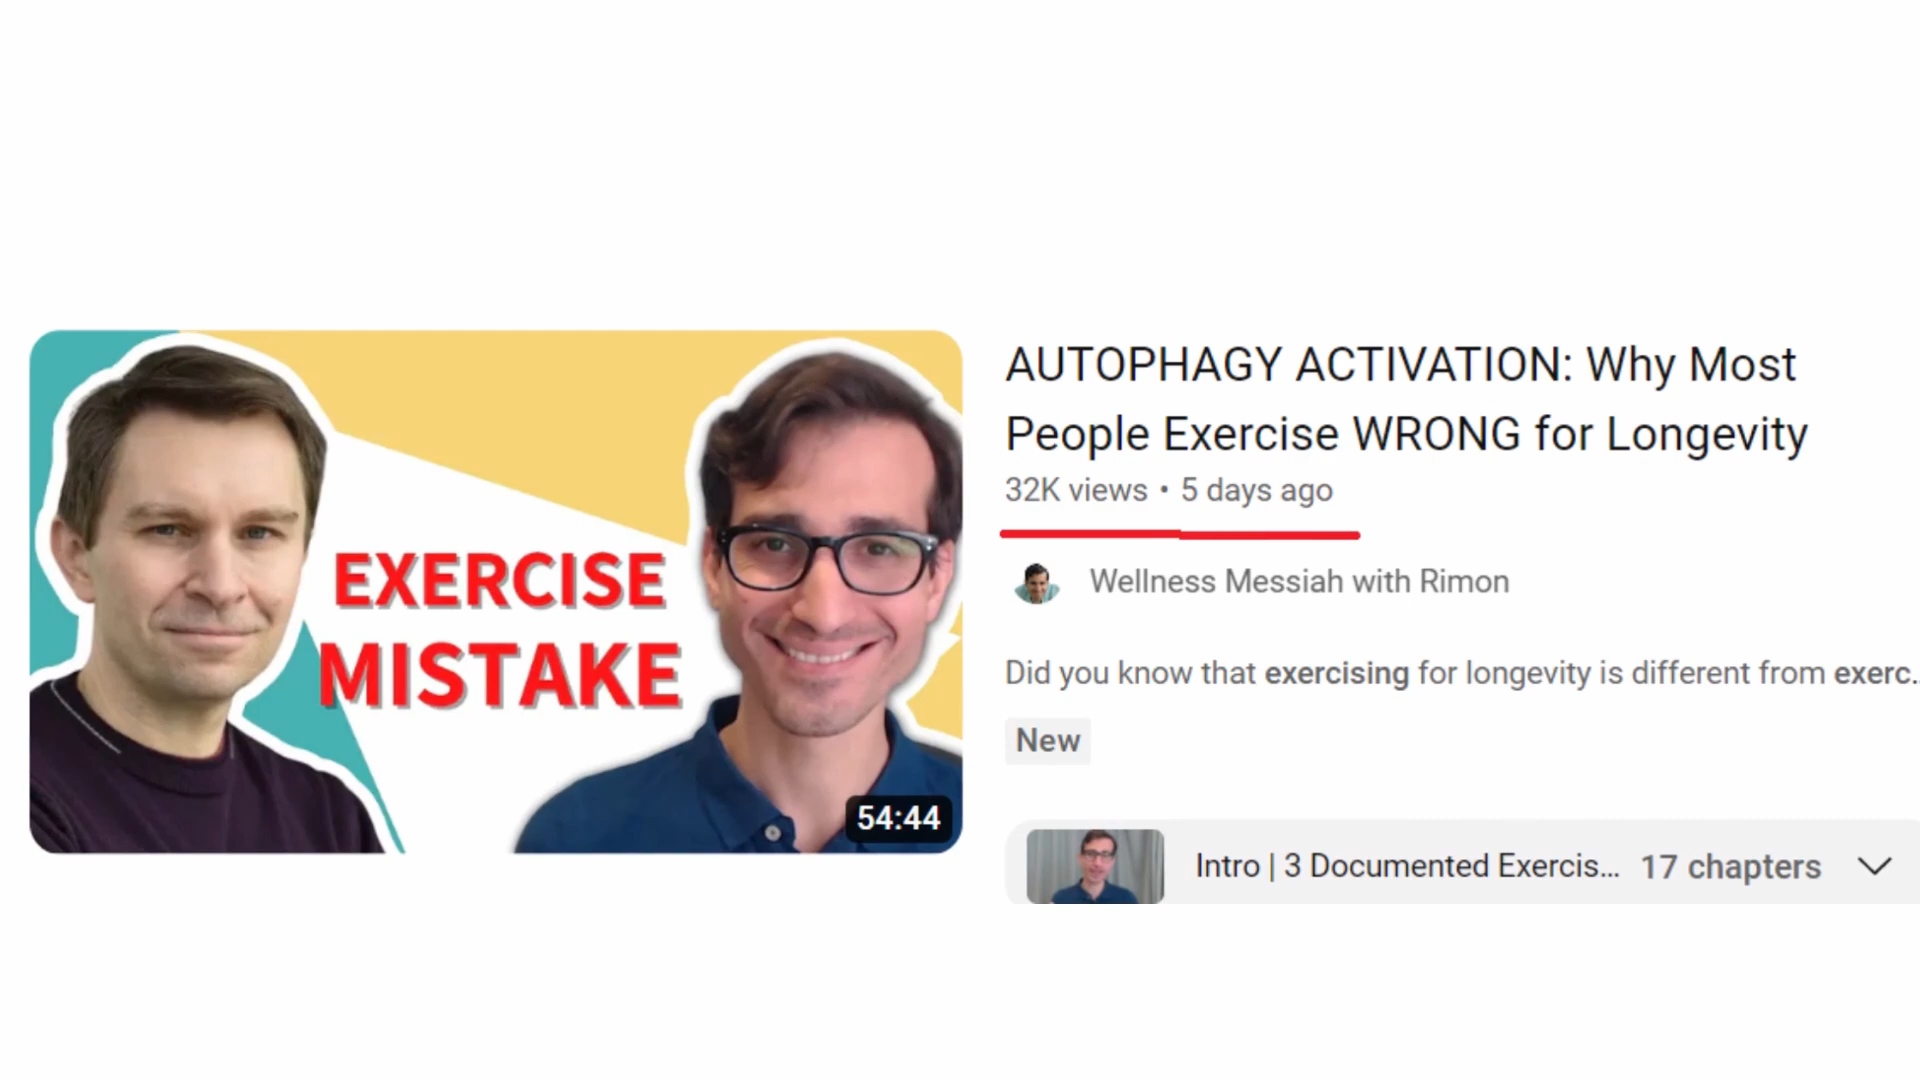 EXERCISE
MISTAKE
54:44
AUTOPHAGY ACTIVATION: Why Most
People Exercise WRONG for Longevity
32K views • 5 days ago
Wellness Messiah with Rimon
Did you know that exercising for longevity is different from exerc...
New
Intro | 3 Documented Exercis... 17 chapters